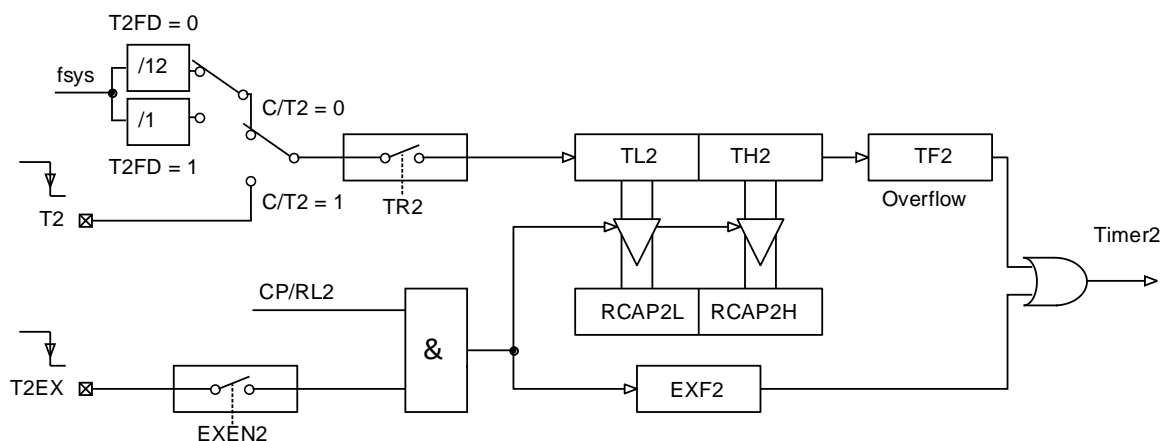 T2FD = 0
/12
fsys
C/T2 = 0
/1
T2FD = 1
TL2
TH2
TF2
C/T2 = 1
TR2
Overflow
T2
Timer2
CP/RL2
RCAP2L
RCAP2H
&
T2EX
EXF2
EXEN2